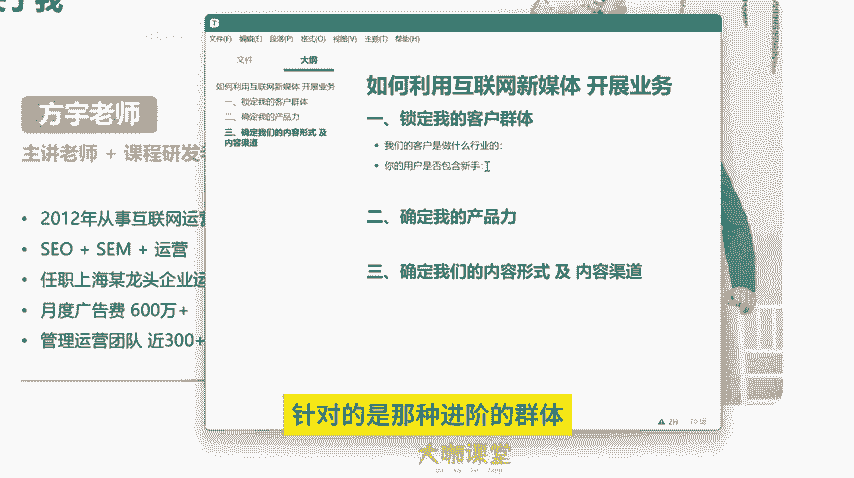 关于我
方宇老师
主讲老师 + 课程研发
• 2012年从事互联网运营
• SEO + SEM + 运营
• 任职上海某龙头企业运
• 月度广告费 600万+
• 管理运营团队 近300+
文件(F) 编辑(E) 段落(P) 格式(O) 视图(V) 主题(T) 帮助(H)
文件 大纲
如何利用互联网新媒体 开展业务
一、锁定我的客户群体
二、确定我的产品力
三、确定我们的内容形式 及
内容渠道
如何利用互联网新媒体 开展业务
一、锁定我的客户群体
• 我们的客户是做什么行业的:
• 你的用户是否包含新手:
二、确定我的产品力
三、确定我们的内容形式 及 内容渠道
针对的是那种进阶的群体
大咖课堂